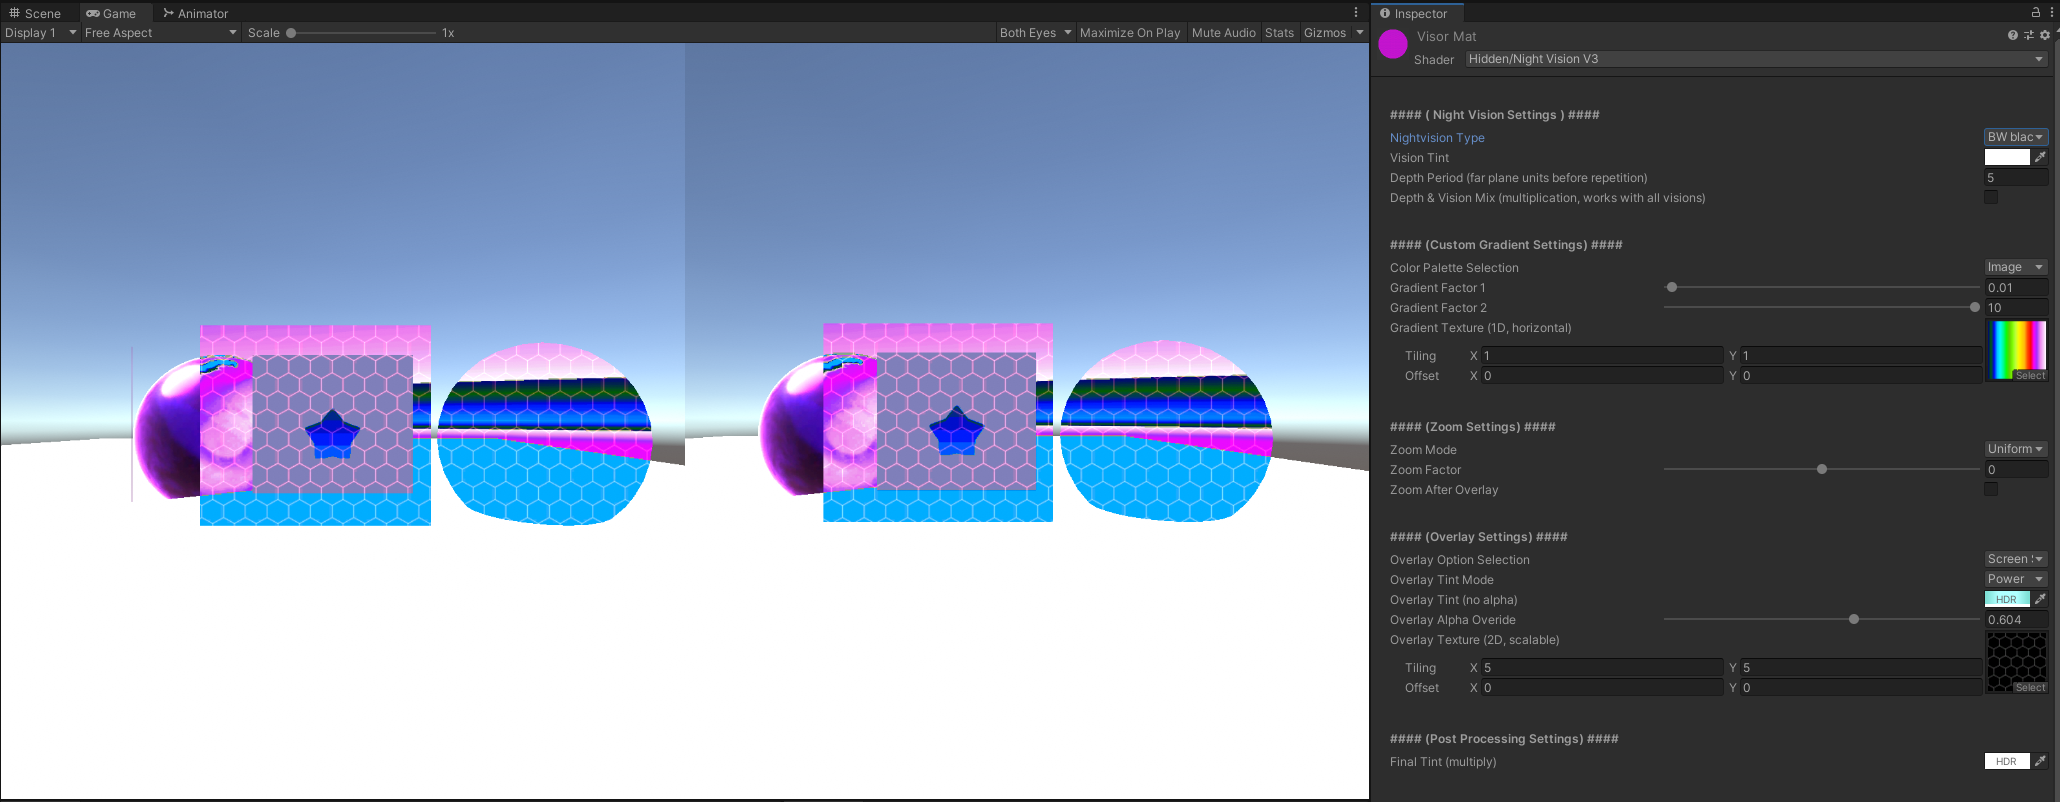 Scene Game Animator
Display 1 Free Aspect Scale 1x Both Eyes Maximize On Play Mute Audio Stats Gizmos
Inspector
Visor Mat
Shader Hidden/Night Vision V3
#### ( Night Vision Settings ) ####
Nightvision Type BW blac
Vision Tint
Depth Period (far plane units before repetition) 5
Depth & Vision Mix (multiplication, works with all visions)
#### (Custom Gradient Settings) ####
Color Palette Selection Image
Gradient Factor 1 0.01
Gradient Factor 2 10
Gradient Texture (1D, horizontal)
Tiling X 1 Y 1
Offset X 0 Y 0 Select
#### (Zoom Settings) ####
Zoom Mode Uniform
Zoom Factor 0
Zoom After Overlay
#### (Overlay Settings) ####
Overlay Option Selection Screen
Overlay Tint Mode Power
Overlay Tint (no alpha) HDR
Overlay Alpha Overide 0.604
Overlay Texture (2D, scalable)
Tiling X 5 Y 5
Offset X 0 Y 0 Select
#### (Post Processing Settings) ####
Final Tint (multiply) HDR